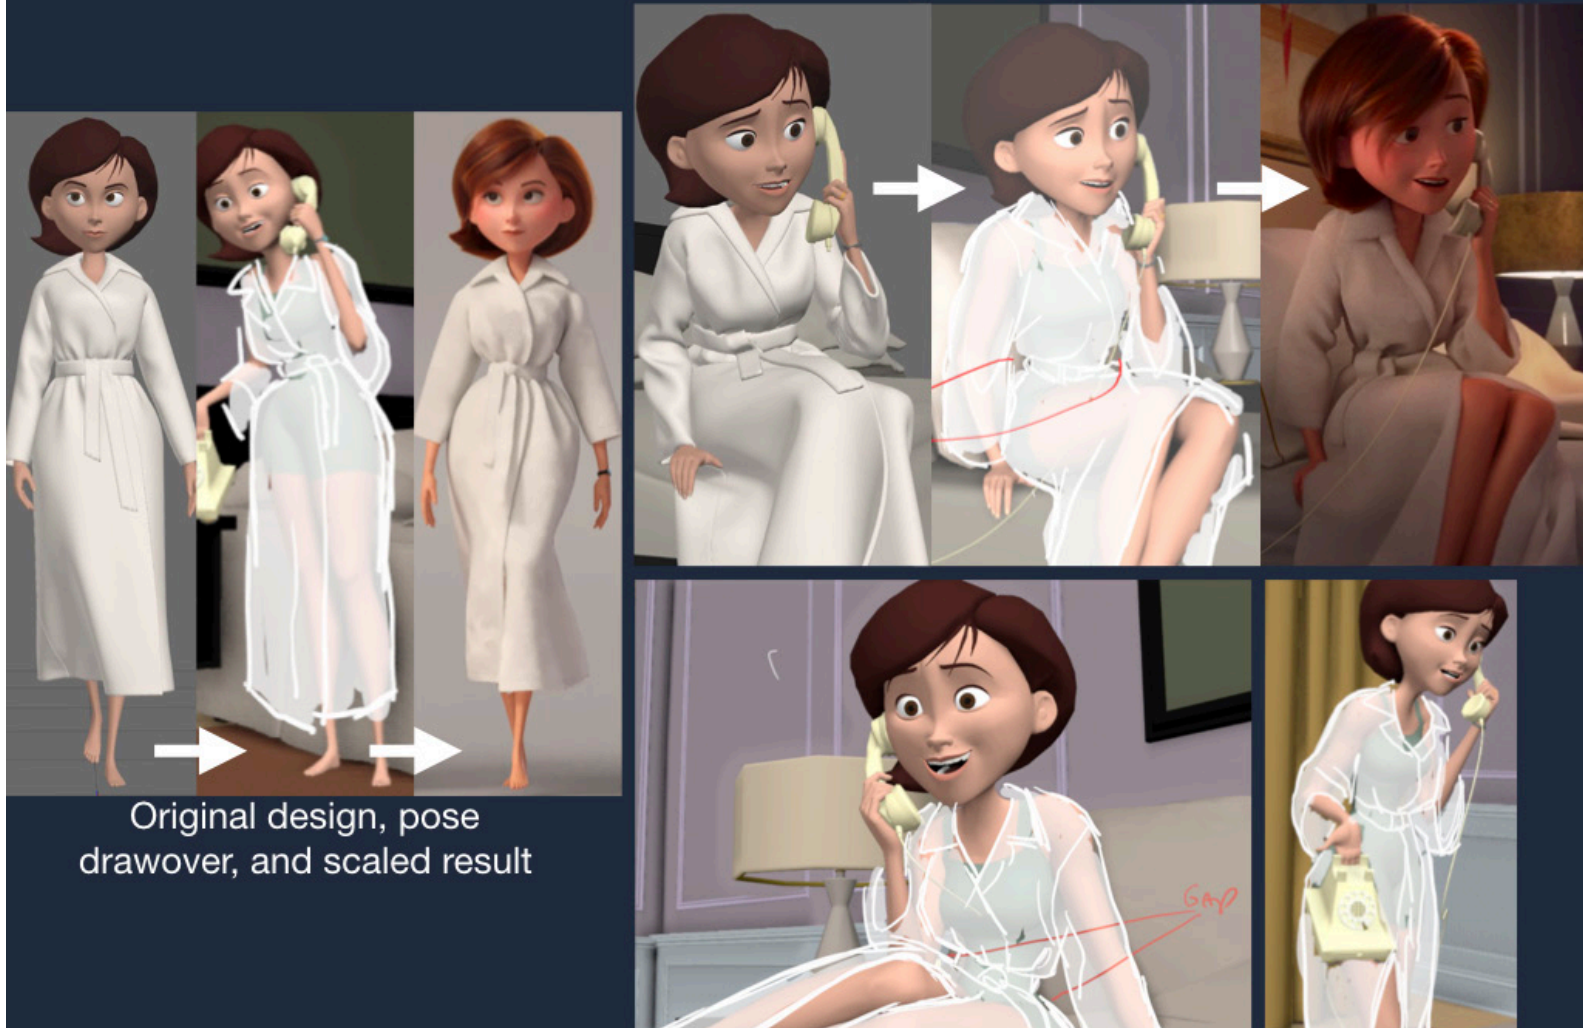 Original design, pose
drawover, and scaled result
GAP